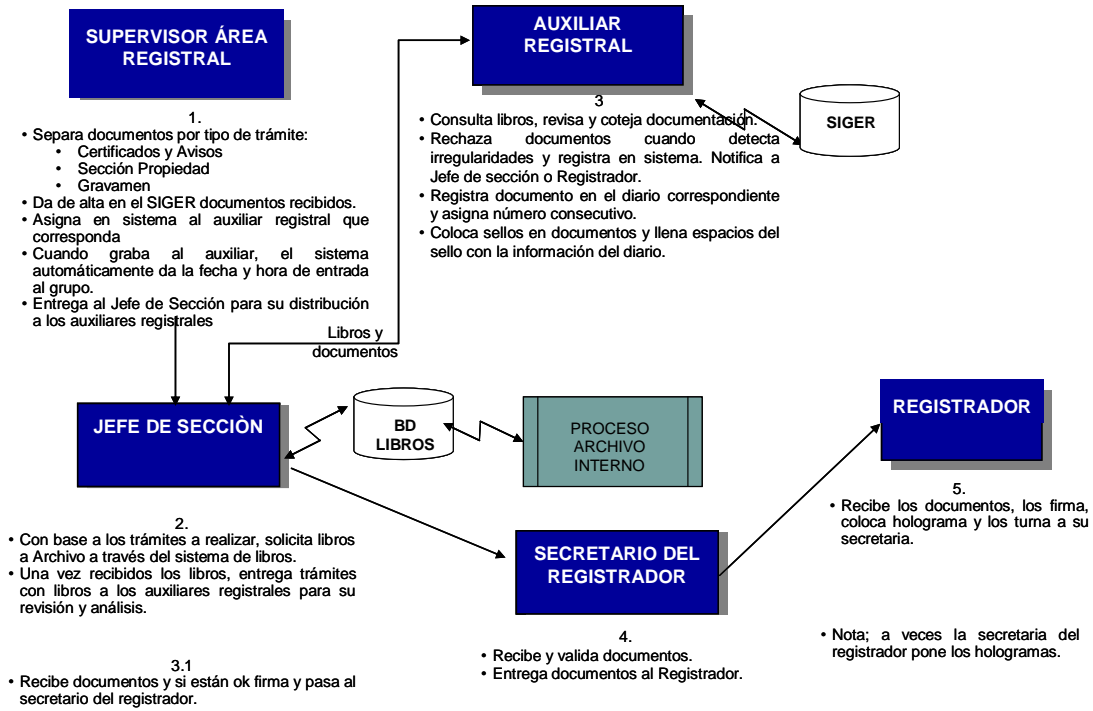 SUPERVISOR ÁREA
REGISTRAL
1.
• Separa documentos por tipo de trámite:
• Certificados y Avisos
• Sección Propiedad
• Gravamen
• Da de alta en el SIGER documentos recibidos.
• Asigna en sistema al auxiliar registral que
corresponda
• Cuando graba al auxiliar, el sistema
automáticamente da la fecha y hora de entrada
al grupo.
• Entrega al Jefe de Sección para su distribución
a los auxiliares registrales
AUXILIAR
REGISTRAL
3
• Consulta libros, revisa y coteja documentación.
• Rechaza documentos cuando detecta
irregularidades y registra en sistema. Notifica a
Jefe de sección o Registrador.
• Registra documento en el diario correspondiente
y asigna número consecutivo.
• Coloca sellos en documentos y llena espacios del
sello con la información del diario.
SIGER
Libros y
documentos
JEFE DE SECCIÒN
BD
LIBROS
PROCESO
ARCHIVO
INTERNO
REGISTRADOR
2.
• Con base a los trámites a realizar, solicita libros
a Archivo a través del sistema de libros.
• Una vez recibidos los libros, entrega trámites
con libros a los auxiliares registrales para su
revisión y análisis.
3.1
• Recibe documentos y si están ok firma y pasa al
secretario del registrador.
SECRETARIO DEL
REGISTRADOR
4.
• Recibe y valida documentos.
• Entrega documentos al Registrador.
5.
• Recibe los documentos, los firma,
coloca holograma y los turna a su
secretaria.
• Nota; a veces la secretaria del
registrador pone los hologramas.